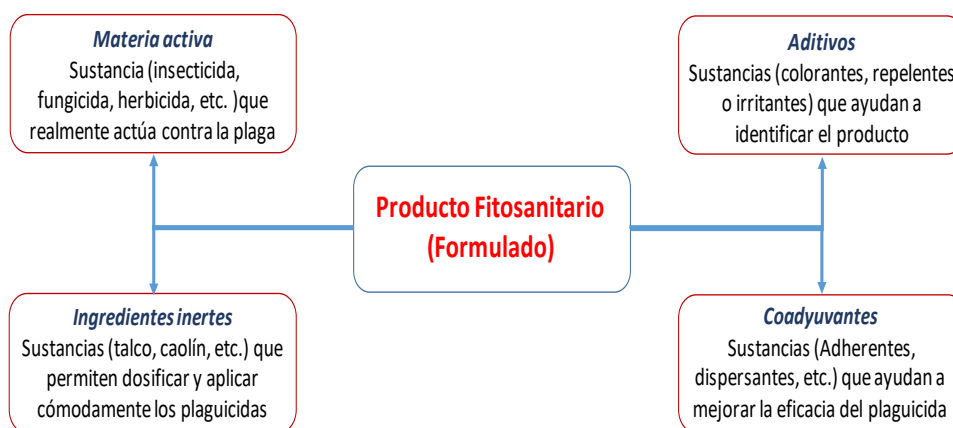 Materia activa
Sustancia (insecticida,
fungicida, herbicida, etc. )que
realmente actúa contra la plaga
Aditivos
Sustancias (colorantes, repelentes
o irritantes) que ayudan a
identificar el producto
Producto Fitosanitario
(Formulado)
Ingredientes inertes
Sustancias (talco, caolín, etc.) que
permiten dosificar y aplicar
cómodamente los plaguicidas
Coadyuvantes
Sustancias (Adherentes,
dispersantes, etc.) que ayudan a
mejorar la eficacia del plaguicida